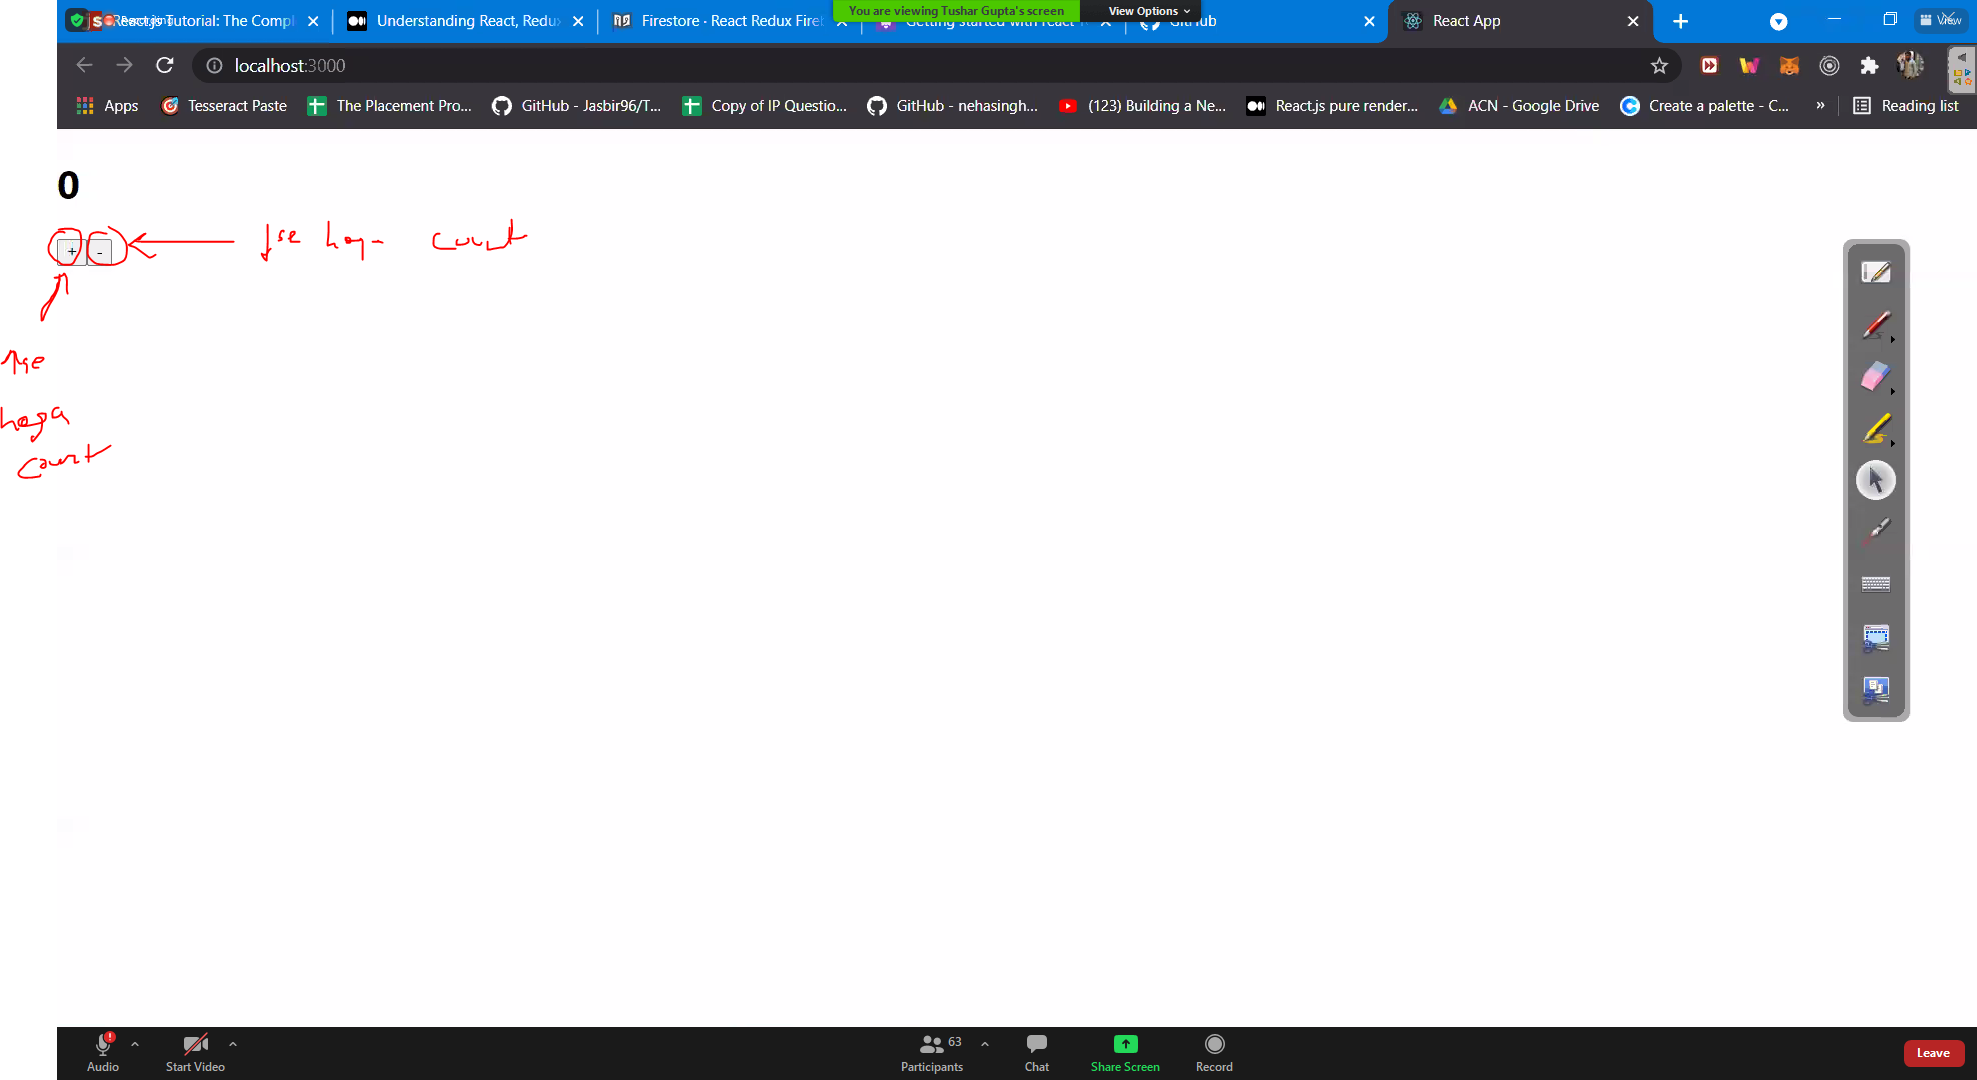 React.js Tutorial: The Compl
Understanding React, Redu
Firestore · React Redux Fire
You are viewing Tushar Gupta's screen
View Options
Getting started with React
GitHub
React App
View
localhost:3000
Apps
Tesseract Paste
The Placement Pro...
GitHub - Jasbir96/T...
Copy of IP Questio...
GitHub - nehasingh...
(123) Building a Ne...
React.js pure render...
ACN - Google Drive
Create a palette - C...
»
Reading list
0
+ -
↓se hoga count
↑se
hoga
count
Audio
Start Video
63
Participants
Chat
Share Screen
Record
Leave